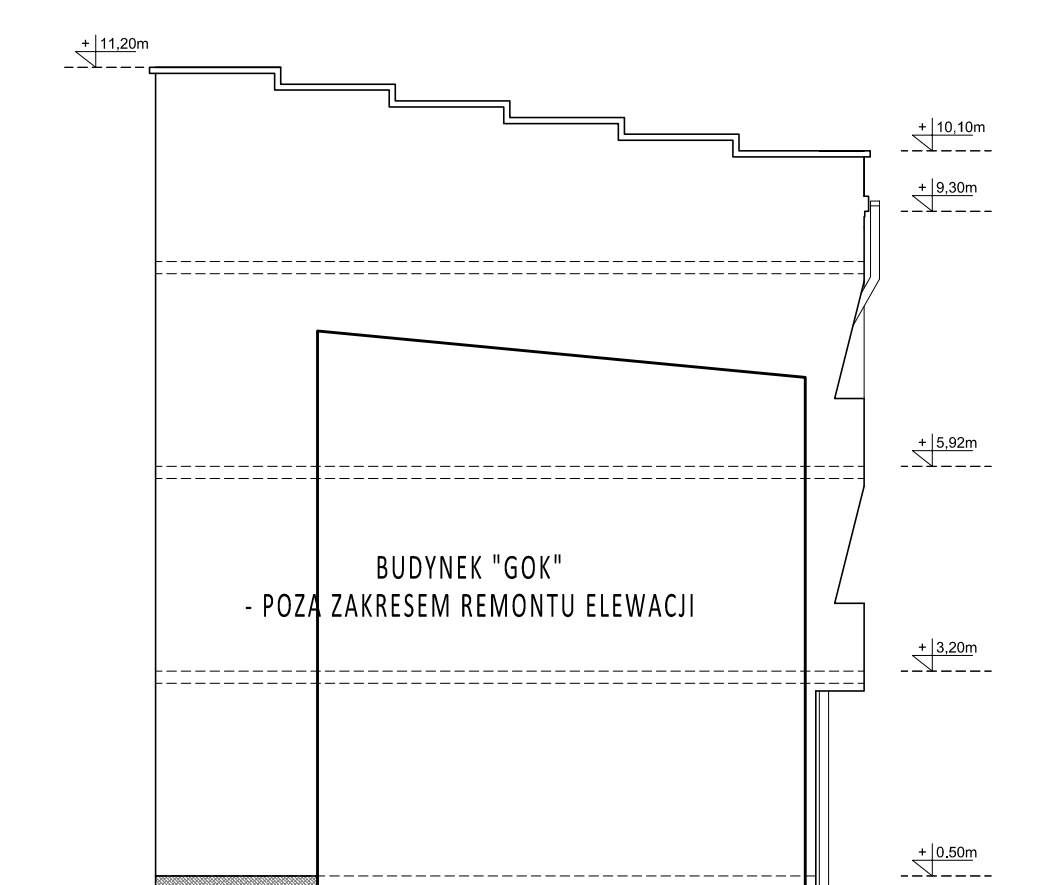 + 11,20m
+ 10,10m
+ 9,30m
+ 5,92m
BUDYNEK "GOK"
- POZA ZAKRESEM REMONTU ELEWACJI
+ 3,20m
+ 0.50m